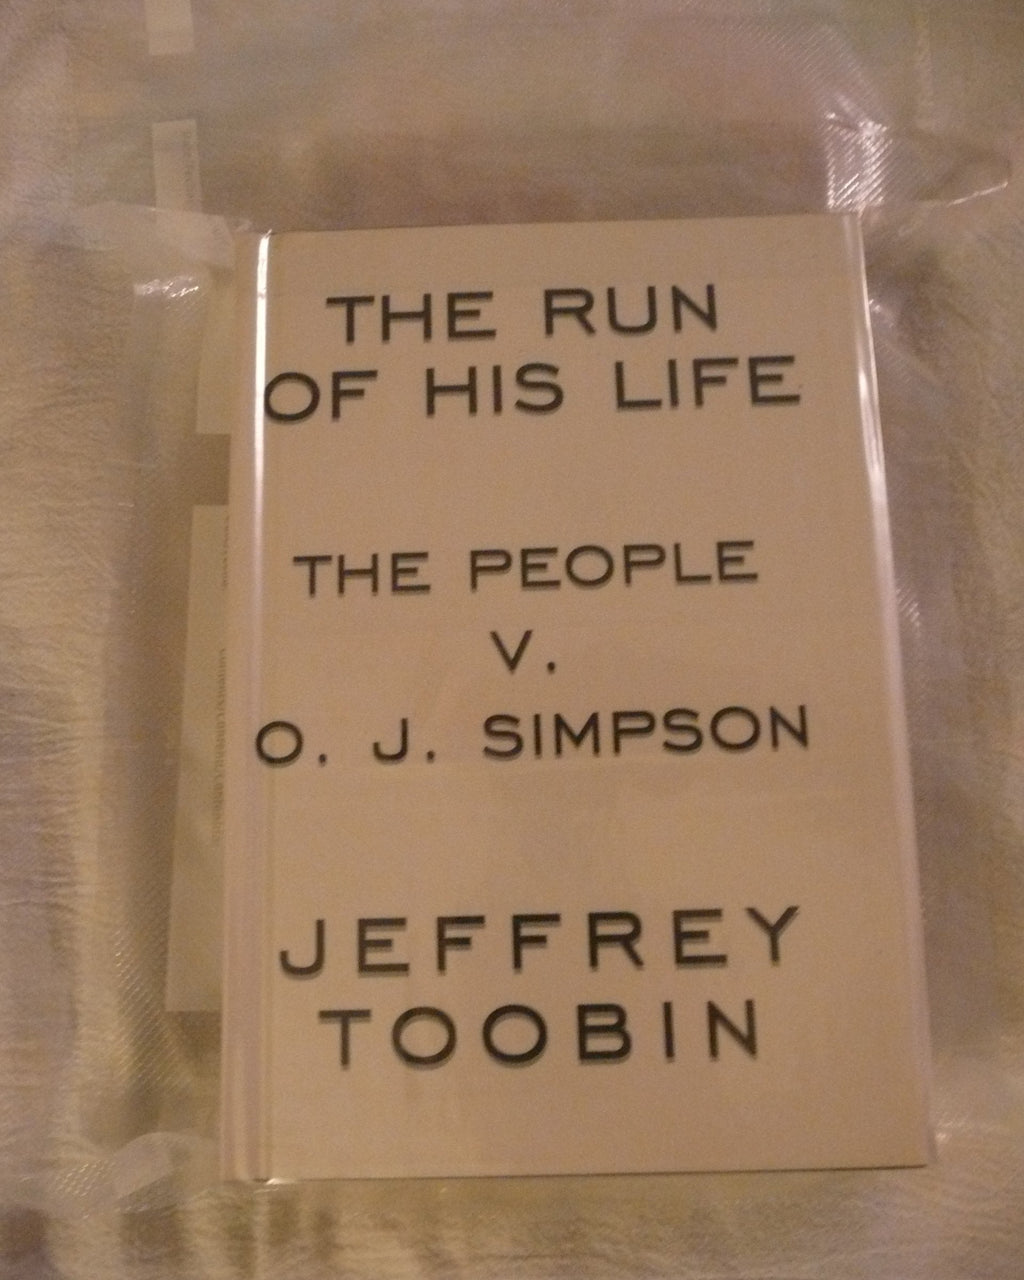 THE RUN
OF HIS LIFE
THE PEOPLE
V.
O. J. SIMPSON
JEFFREY
TOOBIN